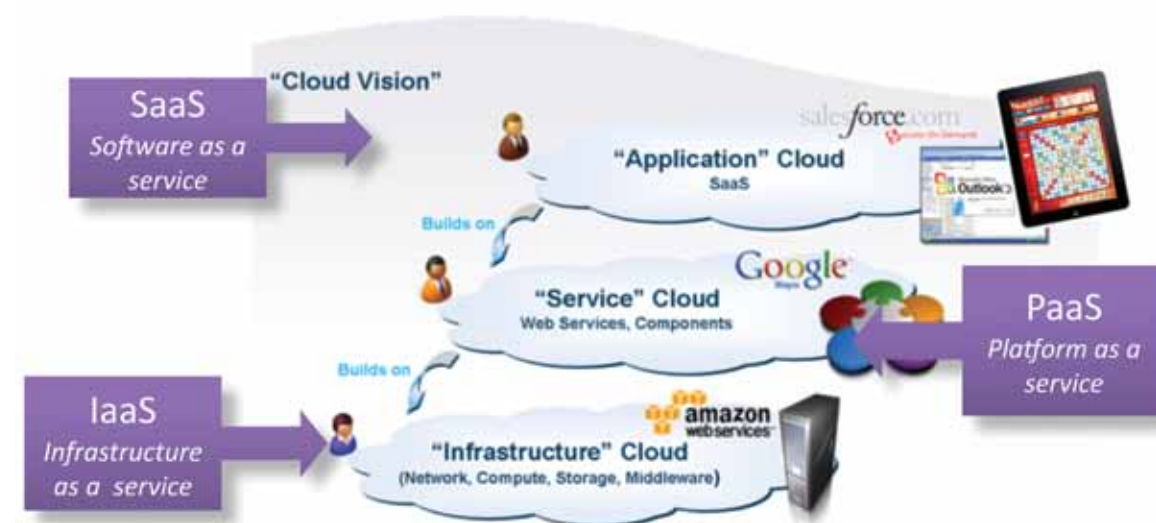 "Cloud Vision"
SaaS
Software as a
service
salesforce.com
"Application" Cloud
SaaS
Outlook
Builds on
Google
Maps
"Service" Cloud
Web Services, Components
PaaS
Platform as a
service
Builds on
IaaS
Infrastructure
as a service
amazon
webservices
"Infrastructure" Cloud
(Network, Compute, Storage, Middleware)